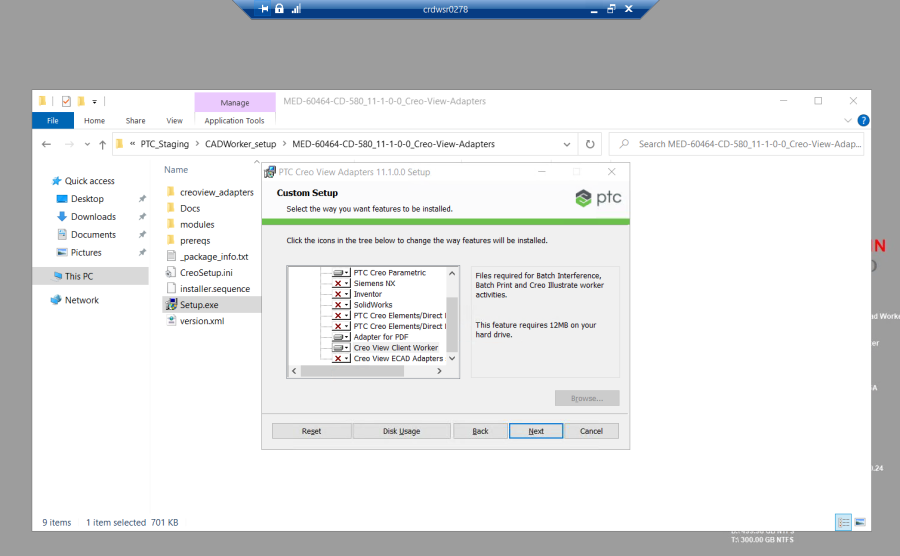 crdwsr0278
Manage
MED-60464-CD-580_11-1-0-0_Creo-View-Adapters
File
Home
Share
View
Application Tools
« PTC_Staging > CADWorker_setup > MED-60464-CD-580_11-1-0-0_Creo-View-Adapters
Search MED-60464-CD-580_11-1-0-0_Creo-View-Adap...
Quick access
Desktop
Downloads
Documents
Pictures
This PC
Network
Name
creoview_adapters
Docs
modules
prereqs
_package_info.txt
CreoSetup.ini
installer.sequence
Setup.exe
version.xml
PTC Creo View Adapters 11.1.0.0 Setup
Custom Setup
Select the way you want features to be installed.
ptc
Click the icons in the tree below to change the way features will be installed.
PTC Creo Parametric
Siemens NX
Inventor
SolidWorks
PTC Creo Elements/Direct
PTC Creo Elements/Direct
Adapter for PDF
Creo View Client Worker
Creo View ECAD Adapters
Files required for Batch Interference,
Batch Print and Creo Illustrate worker
activities.
This feature requires 12MB on your
hard drive.
Browse...
Reset
Disk Usage
Back
Next
Cancel
N
ad Worke
er
A
.24
9 items
1 item selected
701 KB
T:\ 300.00 GB NTFS